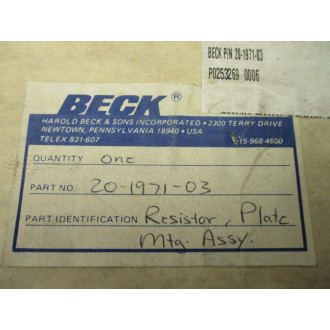 BECK P/N 20-1971-03
P0253269 0006
BECK®
HAROLD BECK & SONS INCORPORATED • 2300 TERRY DRIVE
NEWTOWN, PENNSYLVANIA 18940 • USA
TELEX 831-607 215-968-4600
QUANTITY one
PART NO. 20-1971-03
PART IDENTIFICATION Resistor, Plate
Mtg. Assy.